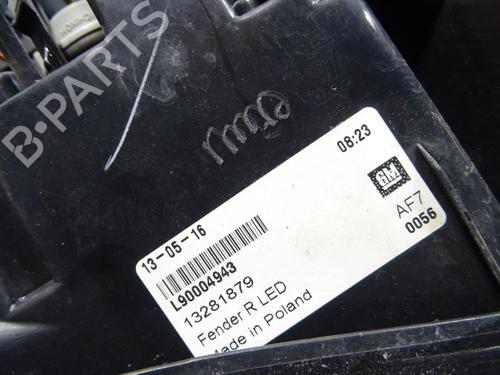 B-PARTS
13-05-16
08:23
L90004943
GM
13281879
AF7
Fender R LED
0056
Made in Poland